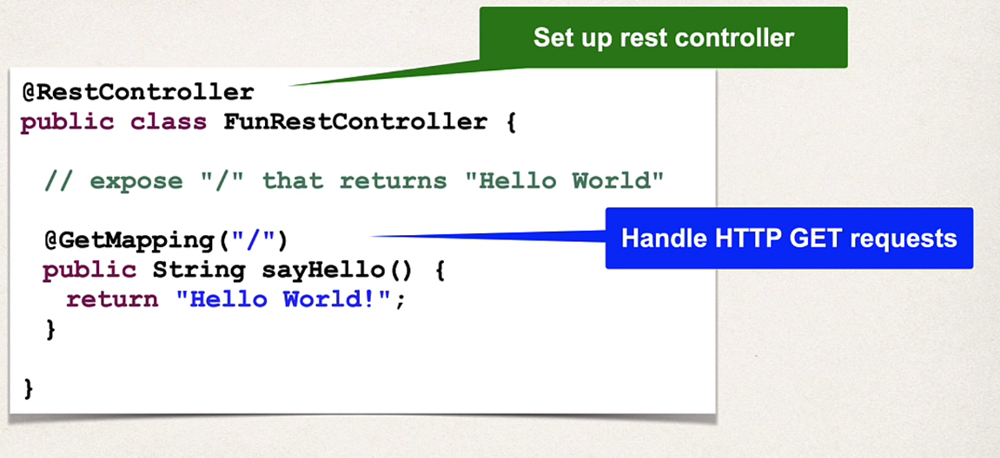 Set up rest controller
@RestController
public class FunRestController {
// expose "/" that returns "Hello World"
@GetMapping("/")
Handle HTTP GET requests
public String sayHello() {
return "Hello World!";
}
}